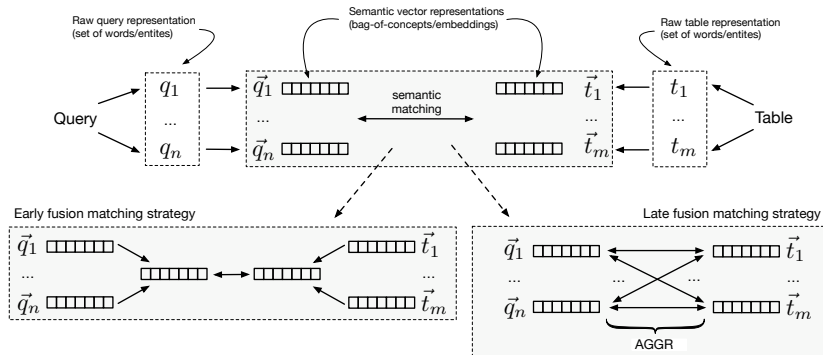 Raw query representation
(set of words/entites)
Semantic vector representations
(bag-of-concepts/embeddings)
Raw table representation
(set of words/entites)
q₁ q⃗₁ t⃗₁ t₁
semantic
matching
Query ... ... ... ... Table
qₙ q⃗ₙ t⃗ₘ tₘ
Early fusion matching strategy
q⃗₁ t⃗₁
... ...
q⃗ₙ t⃗ₘ
Late fusion matching strategy
q⃗₁ t⃗₁
... ... ... ...
q⃗ₙ t⃗ₘ
AGGR